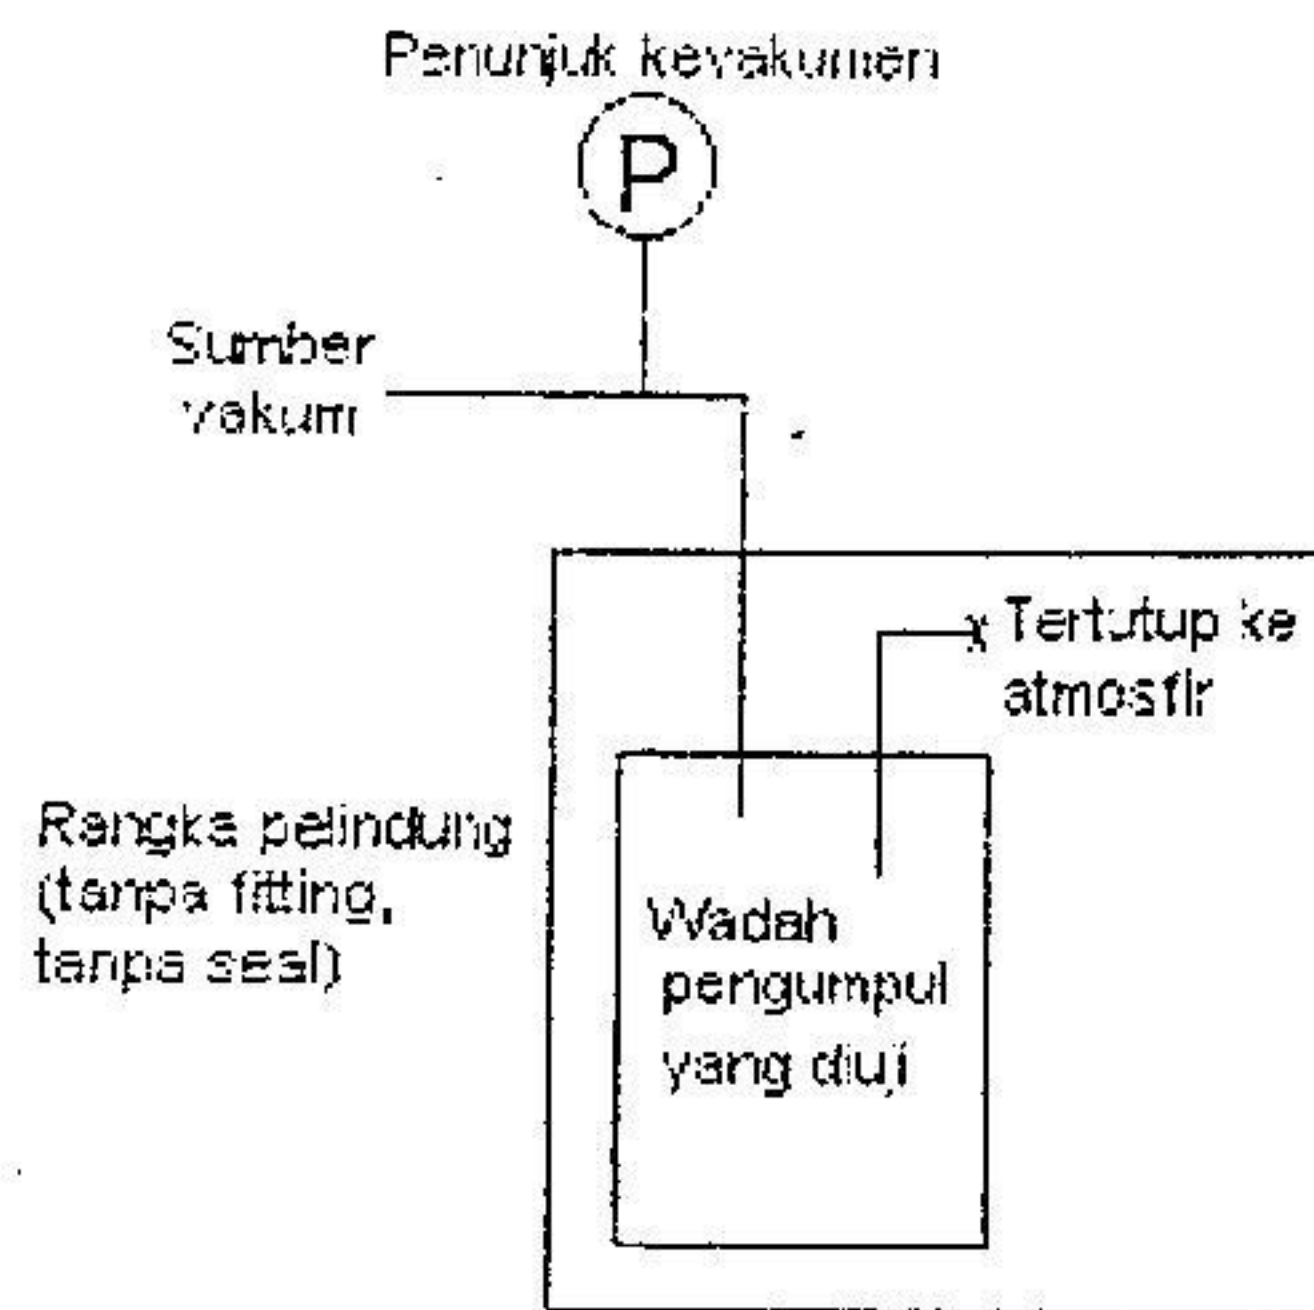 Penunjuk kevakumen
P
Sumber
vakum
x Tertutup ke
atmosfir
Rangka pelindung
(tanpa fitting,
tanpa seal)
Wadah
pengumpul
yang diuji